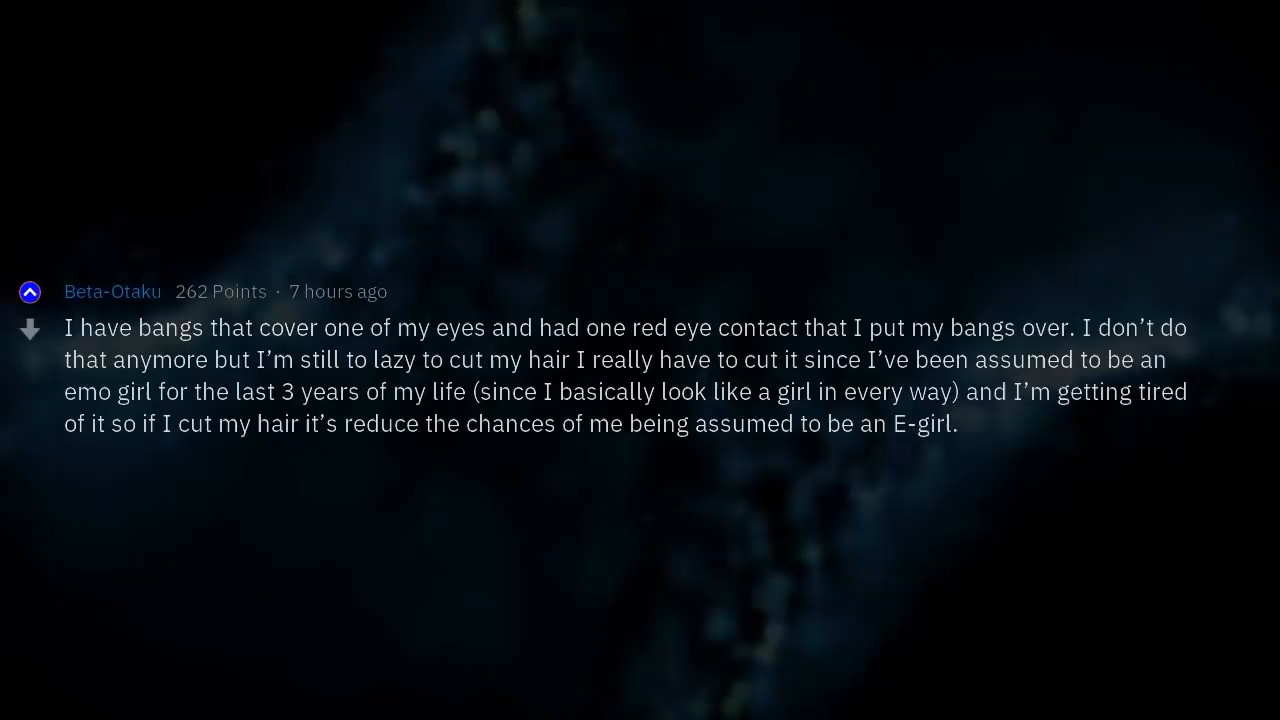 Beta-Otaku 262 Points · 7 hours ago
I have bangs that cover one of my eyes and had one red eye contact that I put my bangs over. I don’t do
that anymore but I’m still to lazy to cut my hair I really have to cut it since I’ve been assumed to be an
emo girl for the last 3 years of my life (since I basically look like a girl in every way) and I’m getting tired
of it so if I cut my hair it’s reduce the chances of me being assumed to be an E-girl.